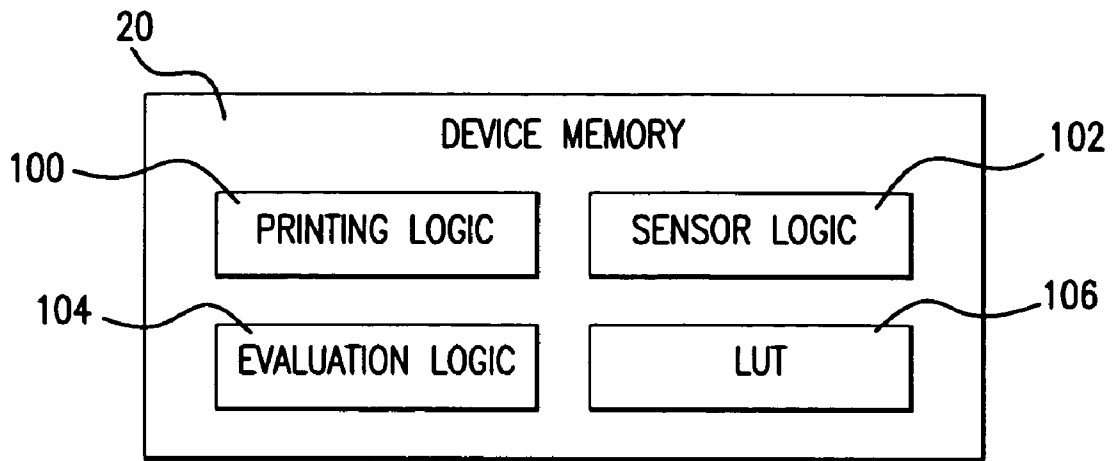 20
DEVICE MEMORY
100
102
PRINTING LOGIC
SENSOR LOGIC
104
106
EVALUATION LOGIC
LUT